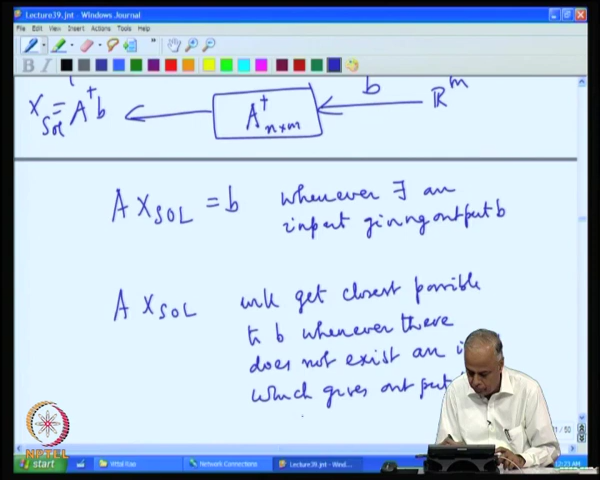 Lecture39.jnt - Windows Journal
File Edit View Insert Actions Tools Help
B I
x_SOL = A†b A†n×m b ℝ^m
A X_SOL = b whenever ∃ an
input giving output b
A X_SOL will get closest possible
to b whenever there
does not exist an
which gives output
NPTEL
start Vittal Rao Network Connections Lecture39.jnt - Wind...